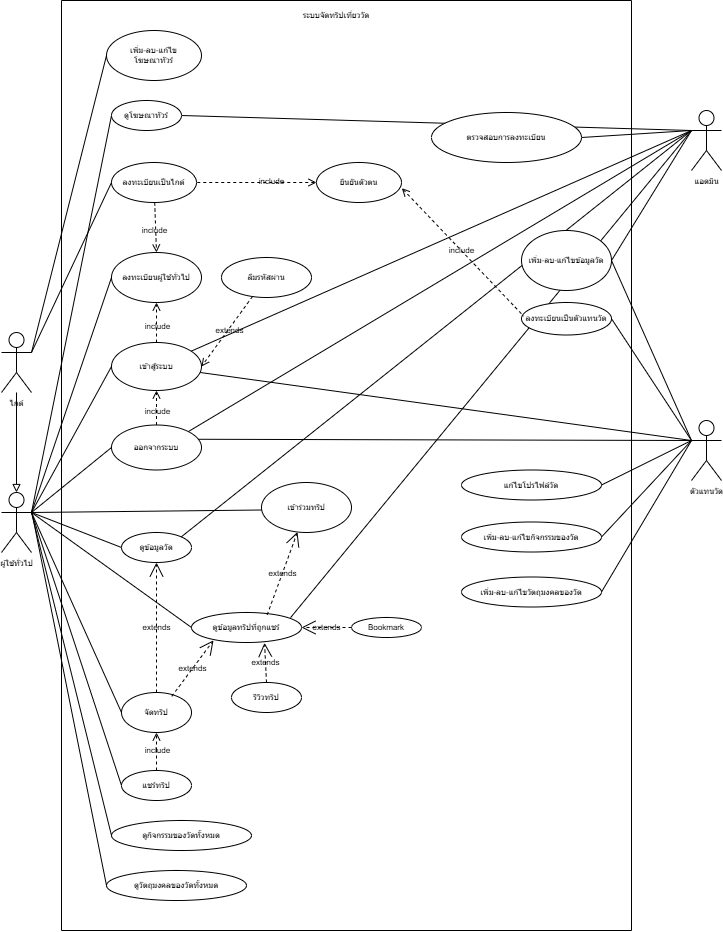 ระบบจัดทริปเที่ยววัด
เพิ่ม-ลบ-แก้ไข
โฆษณาทัวร์
ดูโฆษณาทัวร์
ตรวจสอบการลงทะเบียน
แอดมิน
ลงทะเบียนเป็นไกด์
include
ยืนยันตัวตน
include
include
เพิ่ม-ลบ-แก้ไขข้อมูลวัด
ลงทะเบียนผู้ใช้ทั่วไป
ลืมรหัสผ่าน
ลงทะเบียนเป็นตัวแทนวัด
include
extends
เข้าสู่ระบบ
ไกด์
include
ออกจากระบบ
แก้ไขโปรไฟล์วัด
ตัวแทนวัด
เข้าร่วมทริป
เพิ่ม-ลบ-แก้ไขกิจกรรมของวัด
ดูข้อมูลวัด
ผู้ใช้ทั่วไป
extends
เพิ่ม-ลบ-แก้ไขวัตถุมงคลของวัด
extends
ดูข้อมูลทริปที่ถูกแชร์
extends
Bookmark
extends
extends
รีวิวทริป
จัดทริป
include
แชร์ทริป
ดูกิจกรรมของวัดทั้งหมด
ดูวัตถุมงคลของวัดทั้งหมด